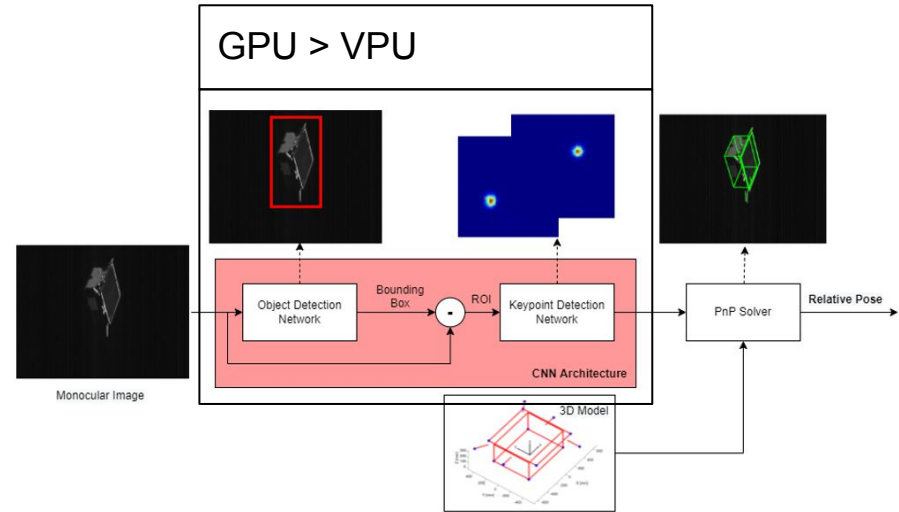 GPU > VPU
Monocular Image
Object Detection
Network
Bounding
Box
-
ROI
Keypoint Detection
Network
CNN Architecture
PnP Solver
Relative Pose
3D Model